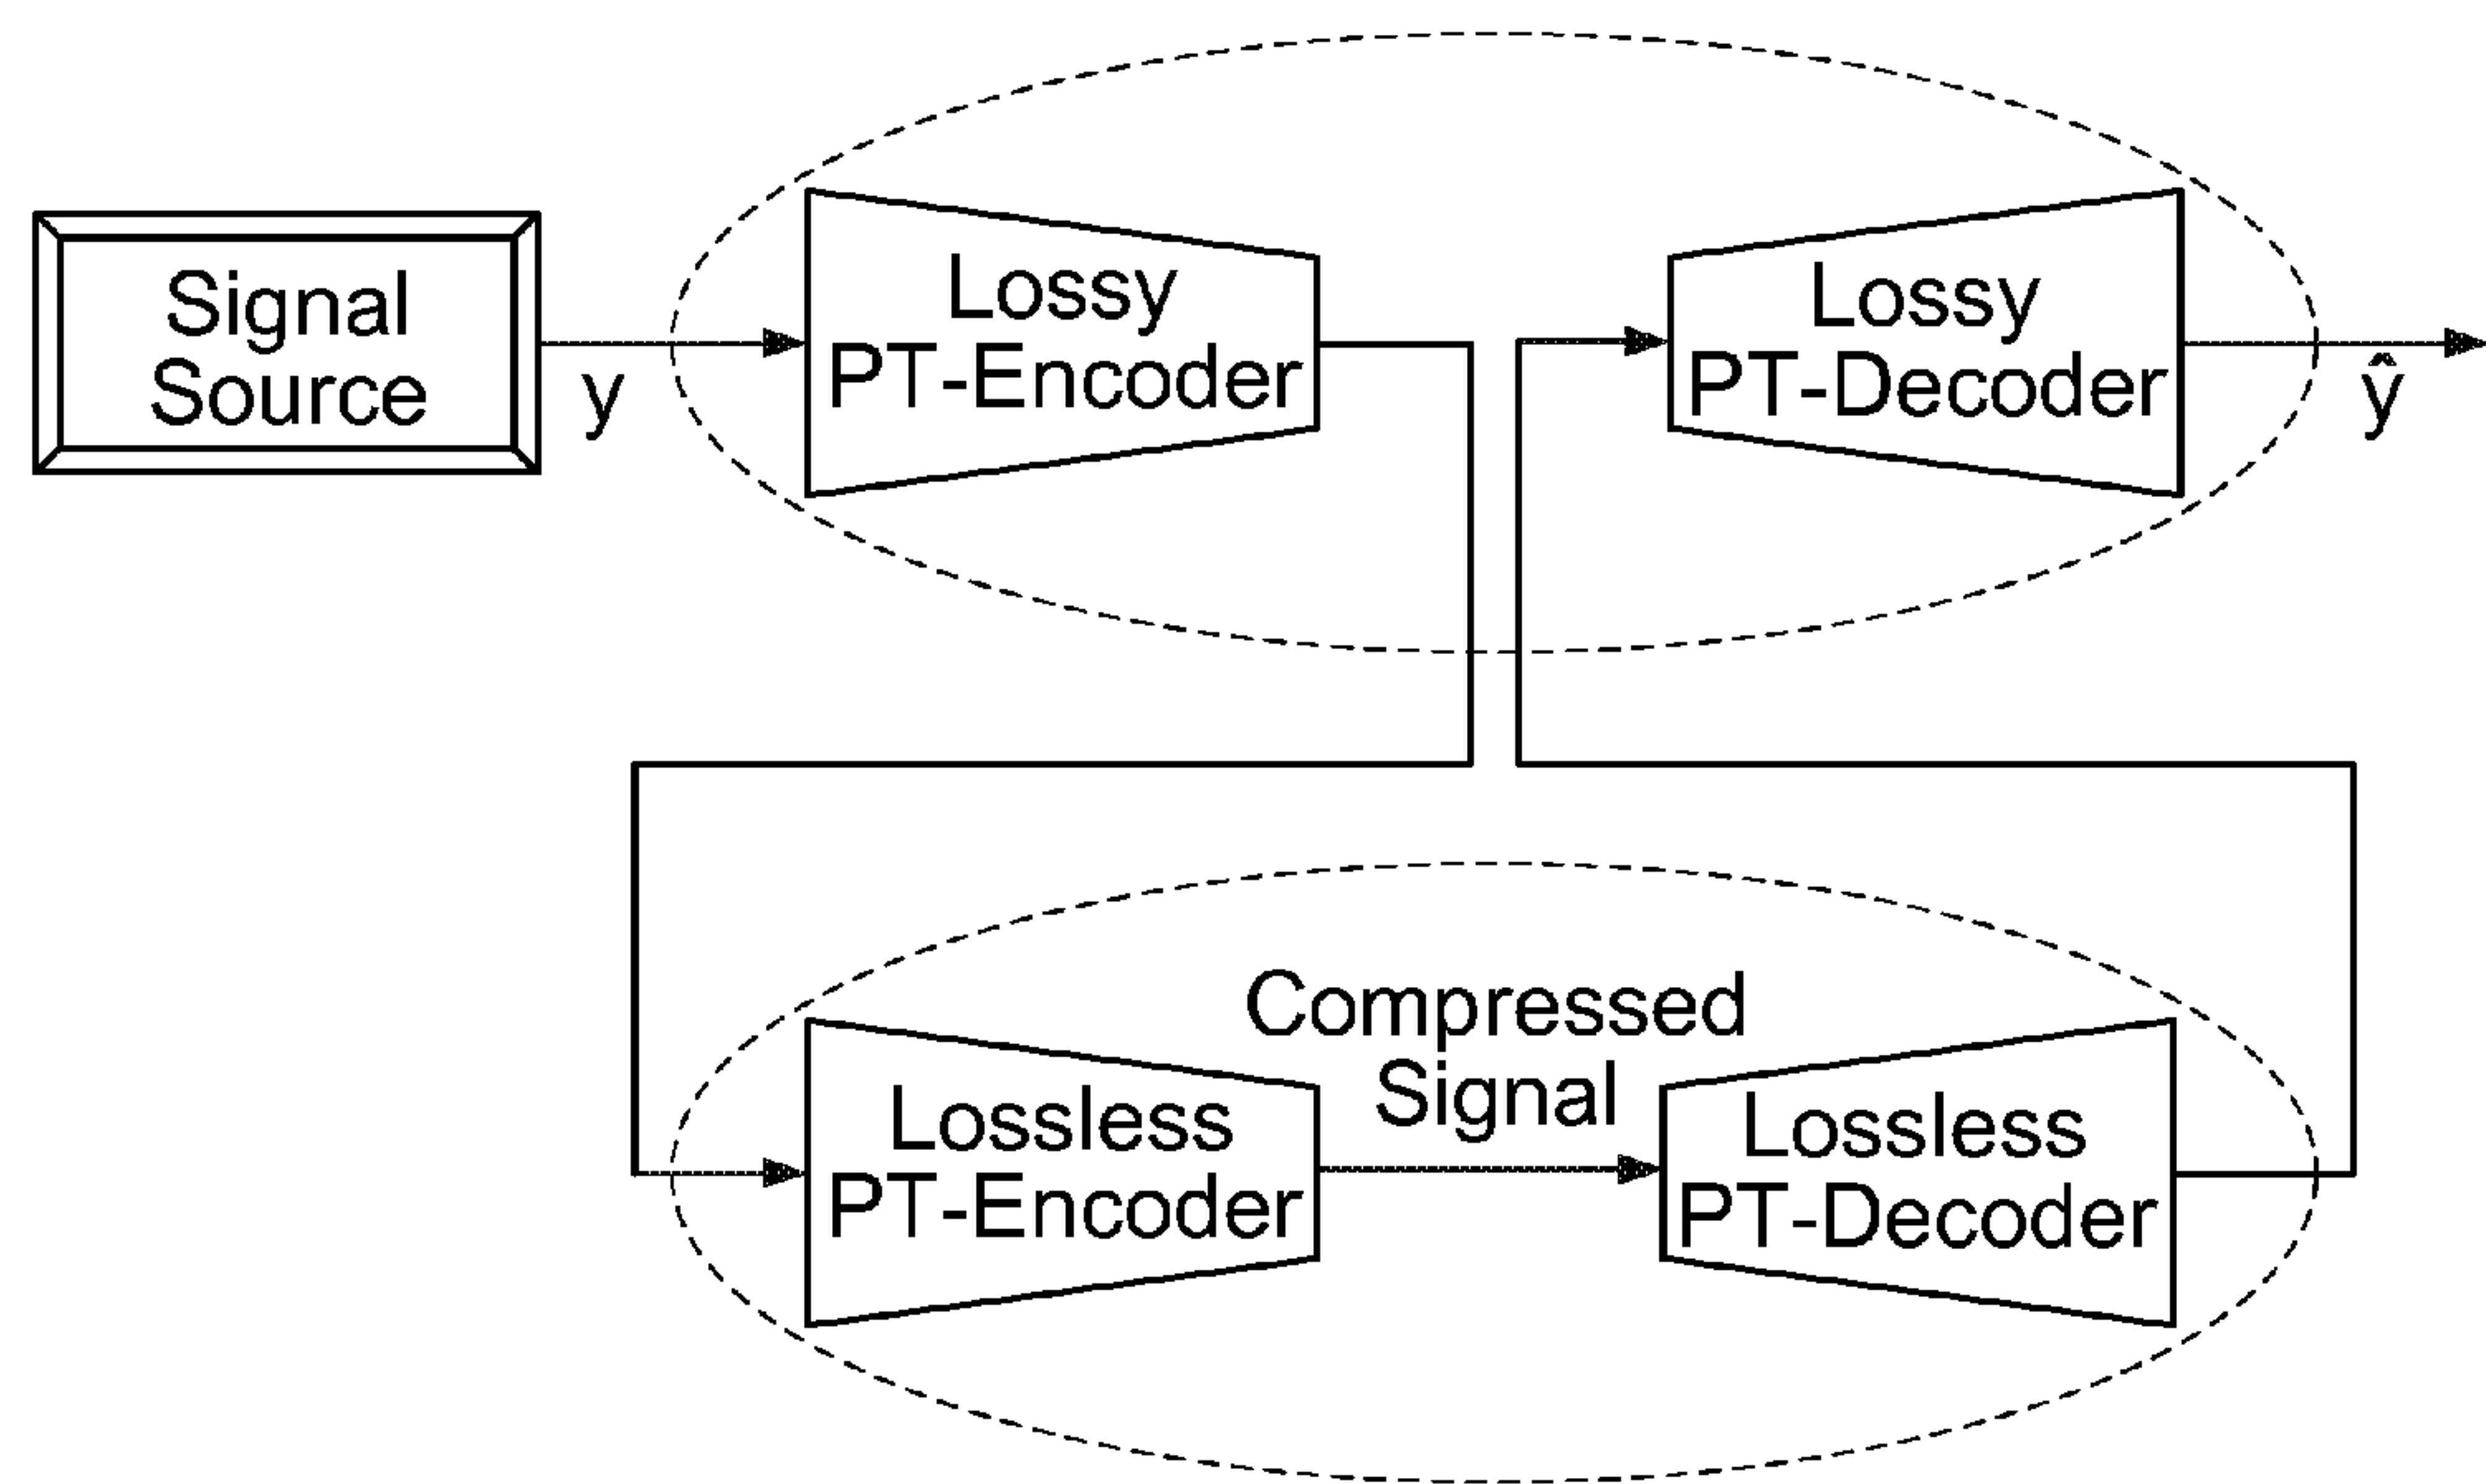 Signal
Source
y
Lossy
PT-Encoder
Lossy
PT-Decoder
ŷ
Compressed
Signal
Lossless
PT-Encoder
Lossless
PT-Decoder